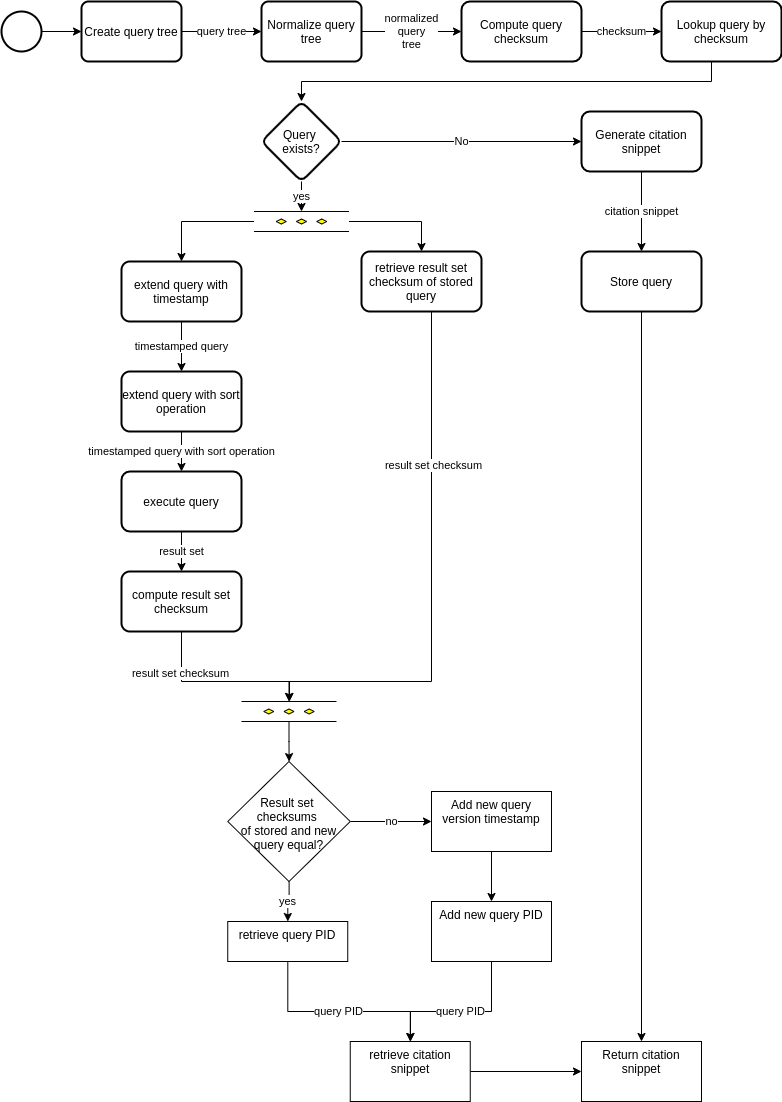 Create query tree
query tree
Normalize query
tree
normalized
query
tree
Compute query
checksum
checksum
Lookup query by
checksum
Query
exists?
No
Generate citation
snippet
yes
citation snippet
extend query with
timestamp
retrieve result set
checksum of stored
query
Store query
timestamped query
extend query with sort
operation
timestamped query with sort operation
result set checksum
execute query
result set
compute result set
checksum
result set checksum
Result set
checksums
of stored and new
query equal?
no
Add new query
version timestamp
yes
retrieve query PID
Add new query PID
query PID
query PID
retrieve citation
snippet
Return citation
snippet